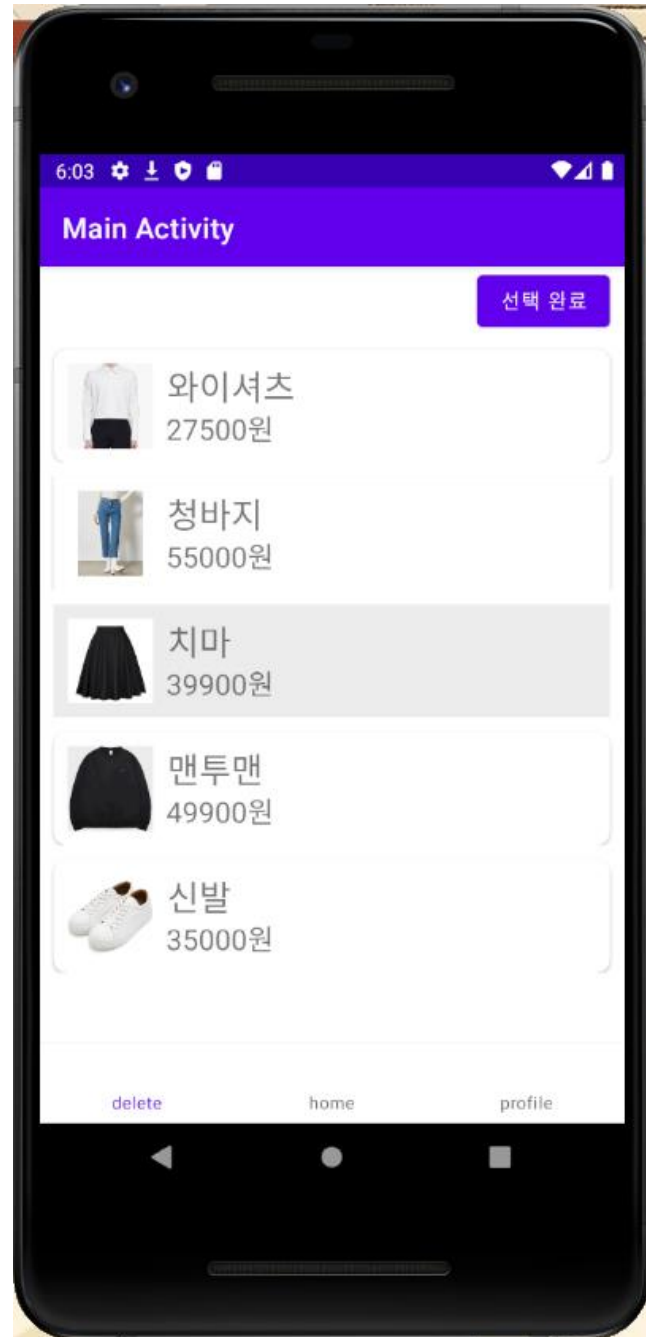 6:03
Main Activity
선택 완료
와이셔츠
27500원
청바지
55000원
치마
39900원
맨투맨
49900원
신발
35000원
delete
home
profile